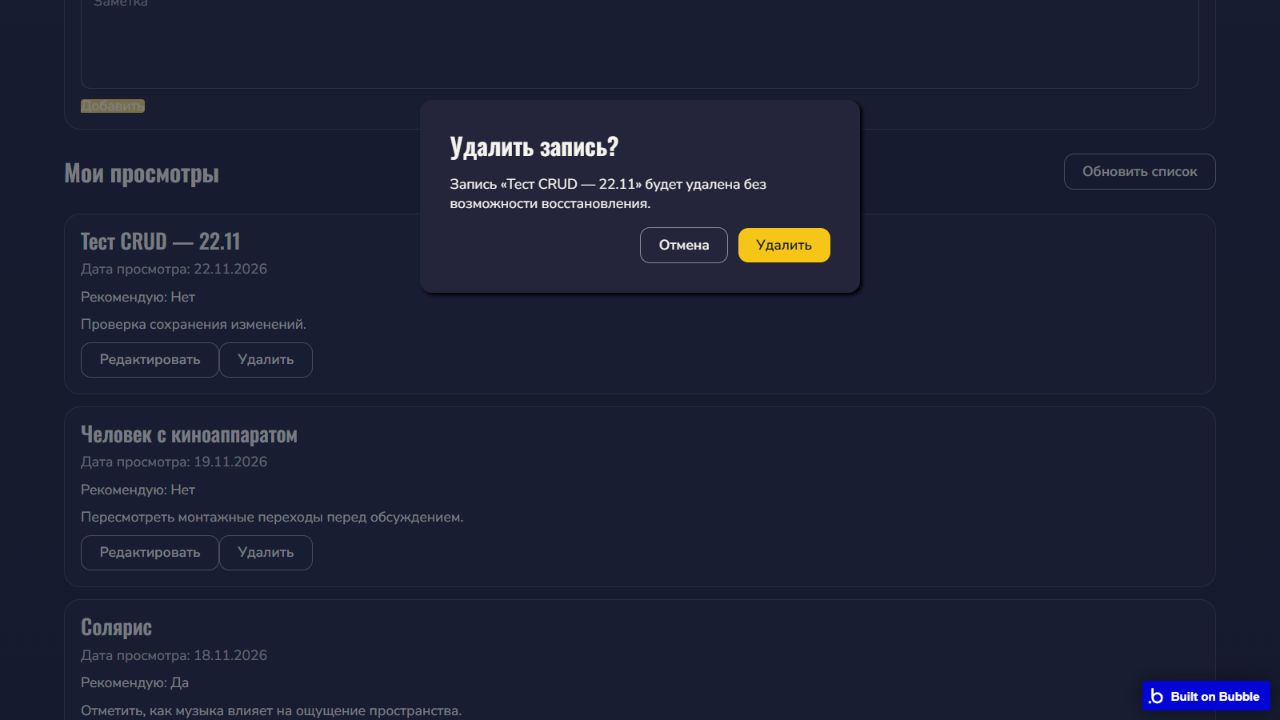 Заметка
Добавить
Удалить запись?
Запись «Тест CRUD — 22.11» будет удалена без
возможности восстановления.
Отмена
Удалить
Мои просмотры
Обновить список
Тест CRUD — 22.11
Дата просмотра: 22.11.2026
Рекомендую: Нет
Проверка сохранения изменений.
Редактировать
Удалить
Человек с киноаппаратом
Дата просмотра: 19.11.2026
Рекомендую: Нет
Пересмотреть монтажные переходы перед обсуждением.
Редактировать
Удалить
Солярис
Дата просмотра: 18.11.2026
Рекомендую: Да
Отметить, как музыка влияет на ощущение пространства.
Built on Bubble